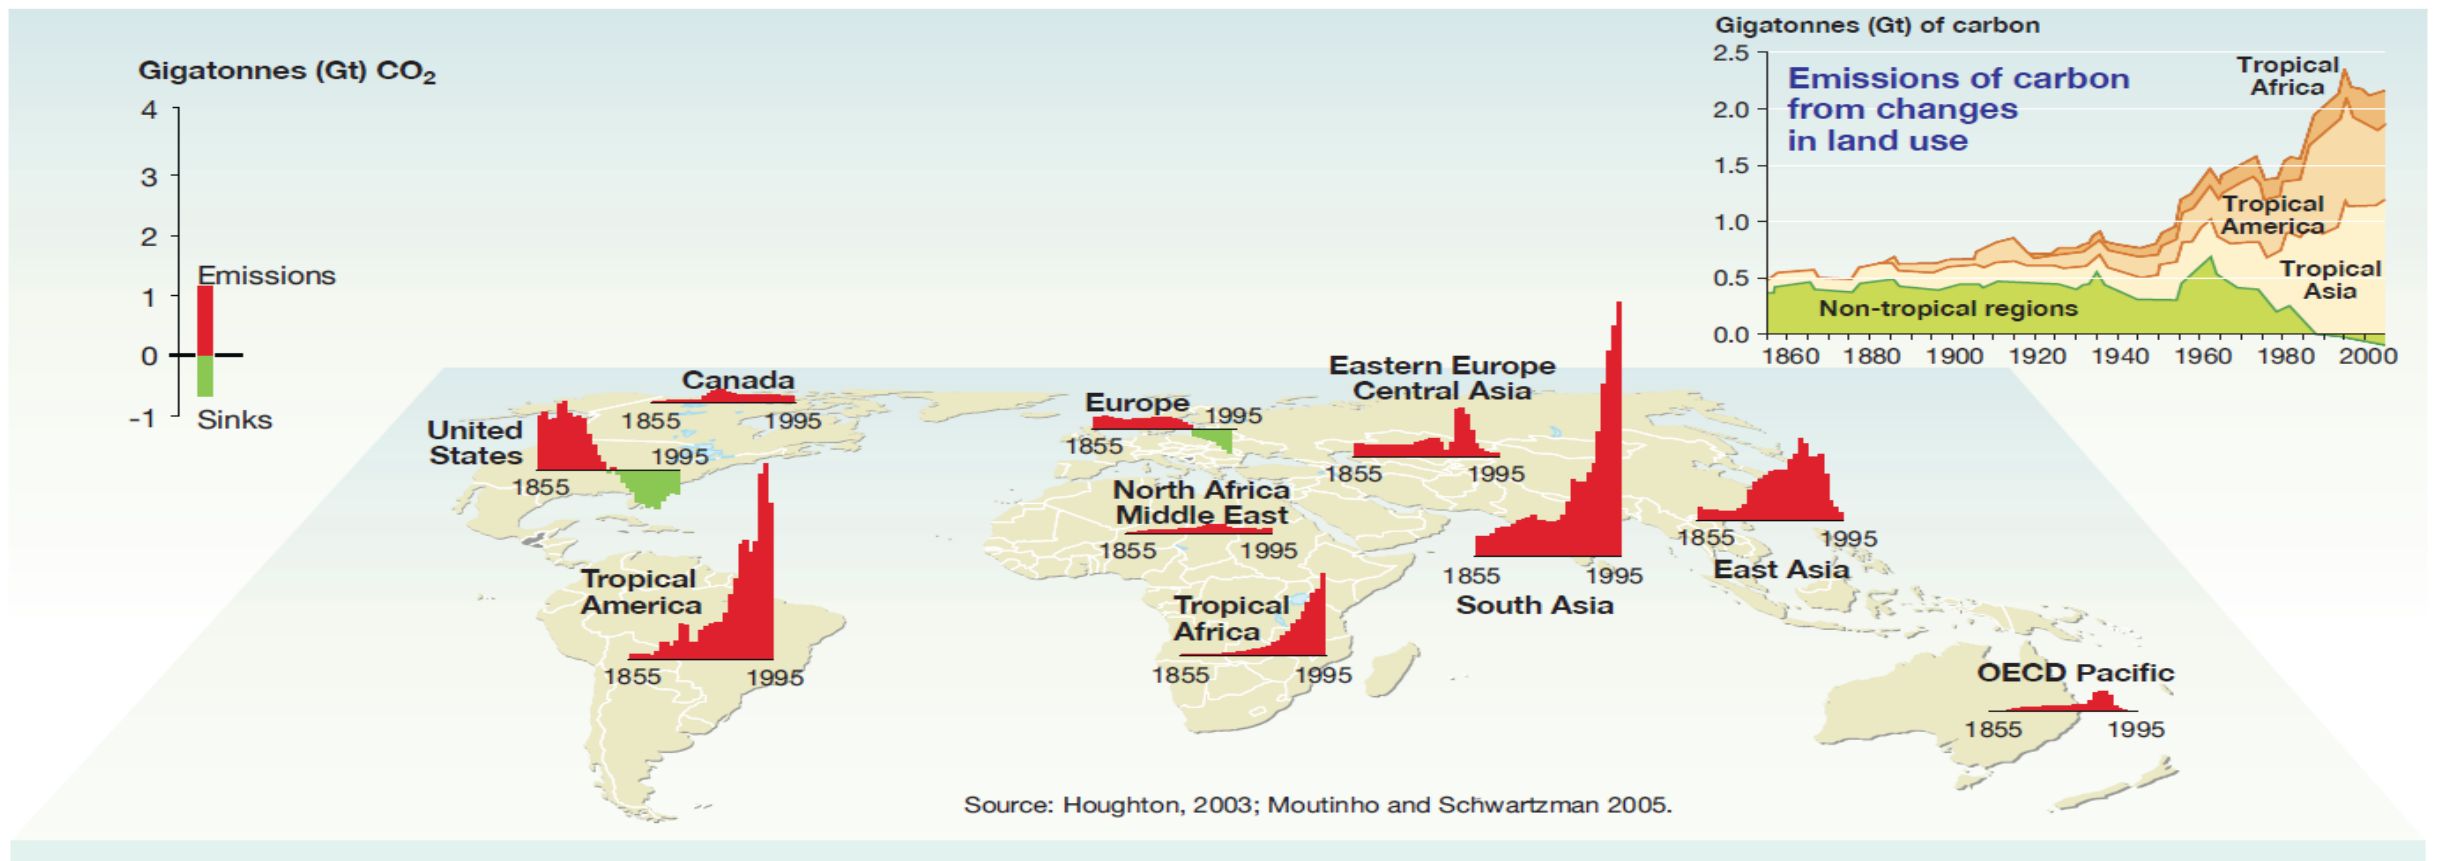 Gigatonnes (Gt) CO2
4
3
2
1
0
-1
Emissions
Sinks
Gigatonnes (Gt) of carbon
2.5
2.0
1.5
1.0
0.5
0.0
Emissions of carbon
from changes
in land use
Tropical
Africa
Tropical
America
Tropical
Asia
Non-tropical regions
1860 1880 1900 1920 1940 1960 1980 2000
Canada
1855 1995
United
States
1855 1995
Tropical
America
1855 1995
Europe
1855 1995
North Africa
Middle East
1855 1995
Tropical
Africa
1855 1995
Eastern Europe
Central Asia
1855 1995
1855 1995
South Asia
1855 1995
East Asia
OECD Pacific
1855 1995
Source: Houghton, 2003; Moutinho and Schwartzman 2005.